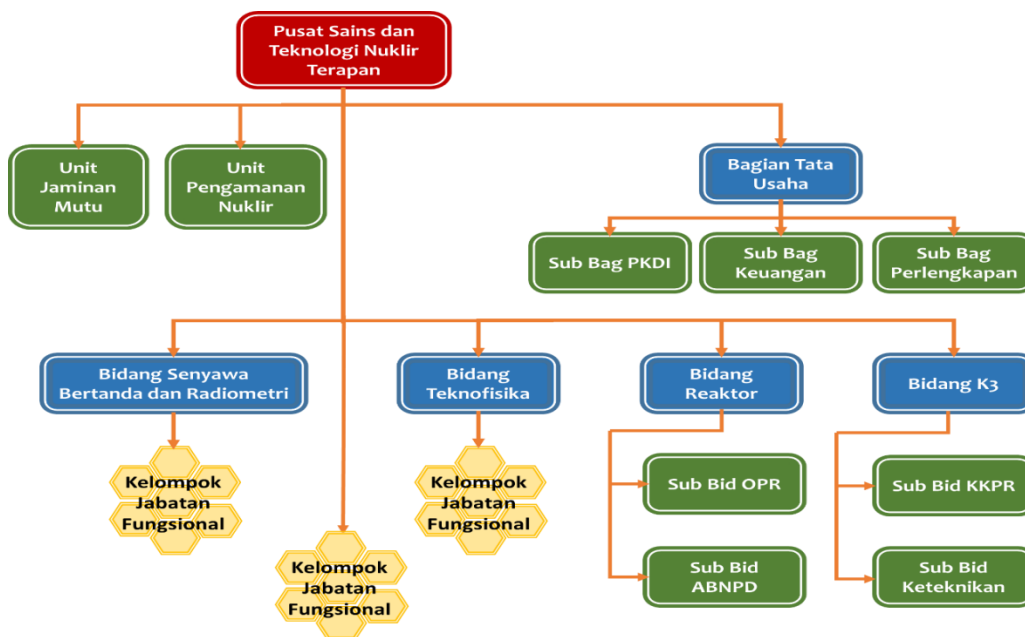 Pusat Sains dan
Teknologi Nuklir
Terapan
Unit
Jaminan
Mutu
Unit
Pengamanan
Nuklir
Bagian Tata
Usaha
Sub Bag PKDI
Sub Bag
Keuangan
Sub Bag
Perlengkapan
Bidang Senyawa
Bertanda dan Radiometri
Bidang
Teknofisika
Bidang
Reaktor
Bidang K3
Kelompok
Jabatan
Fungsional
Kelompok
Jabatan
Fungsional
Kelompok
Jabatan
Fungsional
Sub Bid OPR
Sub Bid KKPR
Sub Bid
ABNPD
Sub Bid
Keteknikan